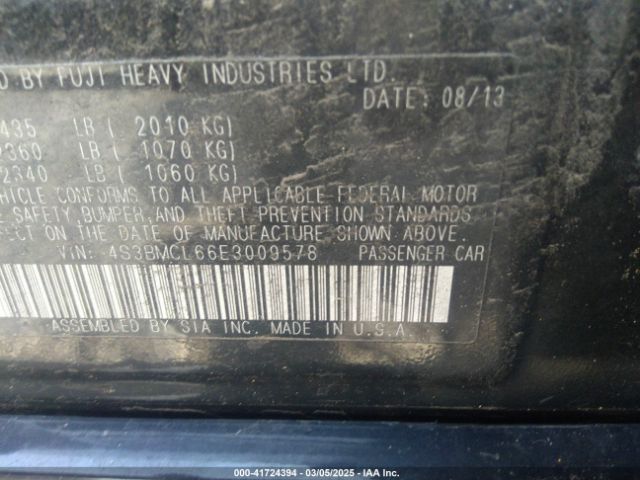 D BY FUJI HEAVY INDUSTRIES LTD.
DATE: 08/13
435 LB ( 2010 KG)
2360 LB ( 1070 KG)
2340 LB ( 1060 KG)
VEHICLE CONFORMS TO ALL APPLICABLE FEDERAL MOTOR
E SAFETY, BUMPER, AND THEFT PREVENTION STANDARDS
FFECT ON THE DATE OF MANUFACTURE SHOWN ABOVE.
VIN: 4S3BMCL66E3009578 PASSENGER CAR
ASSEMBLED BY SIA INC. MADE IN U.S.A.
000-41724394 - 03/05/2025 - IAA Inc.